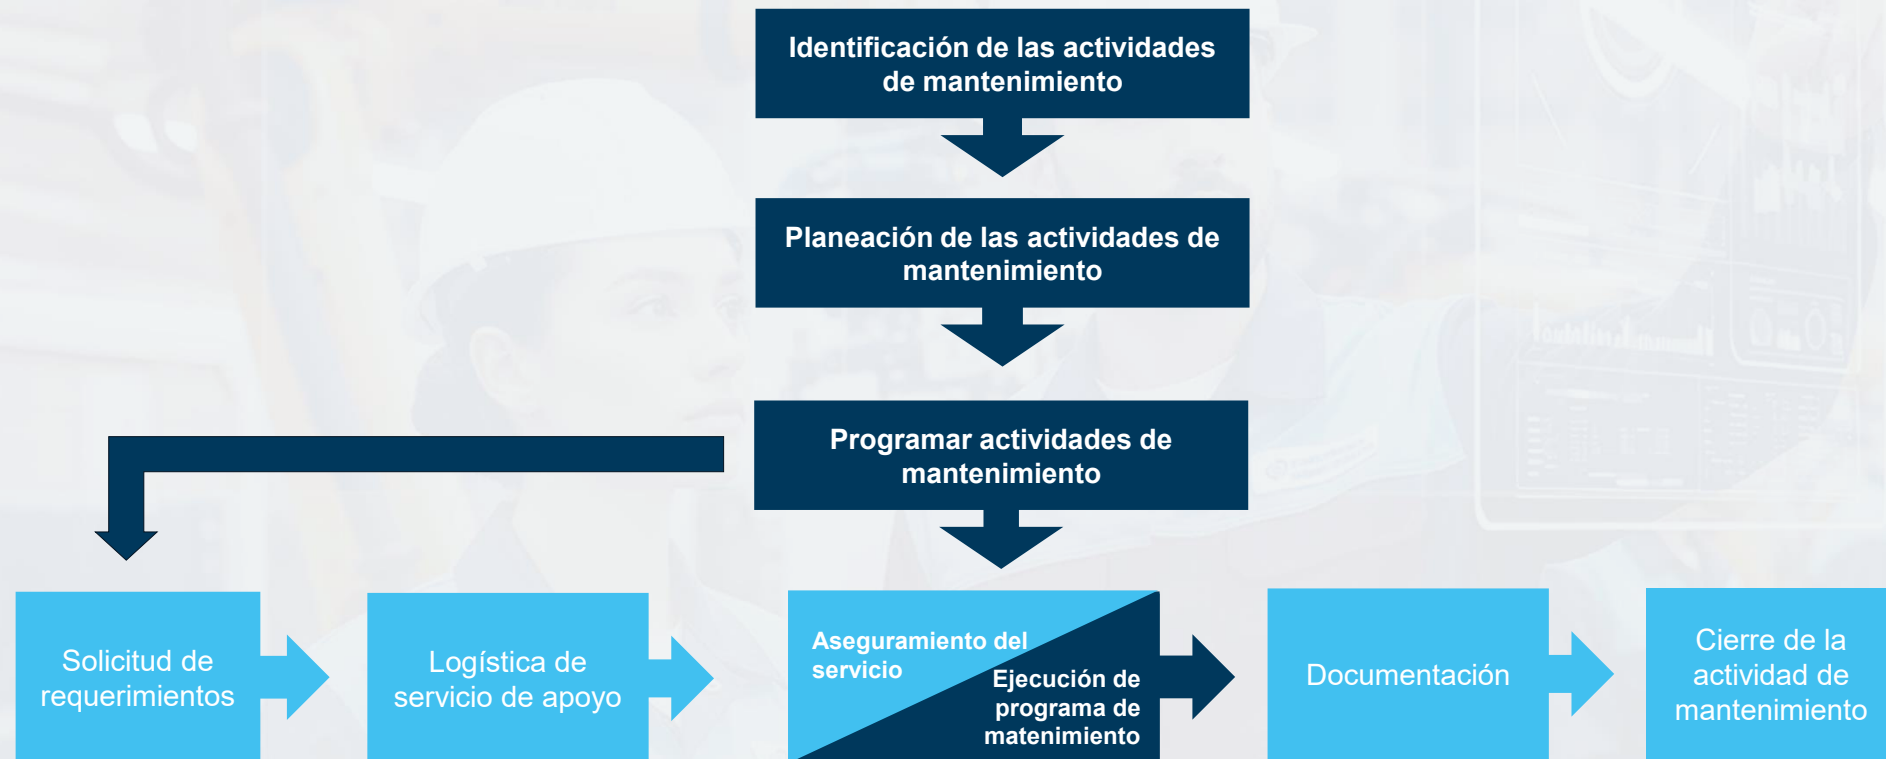 Identificación de las actividades
de mantenimiento
Planeación de las actividades de
mantenimiento
Programar actividades de
mantenimiento
Solicitud de
requerimientos
Logística de
servicio de apoyo
Aseguramiento del
servicio
Ejecución de
programa de
matenimiento
Documentación
Cierre de la
actividad de
mantenimiento